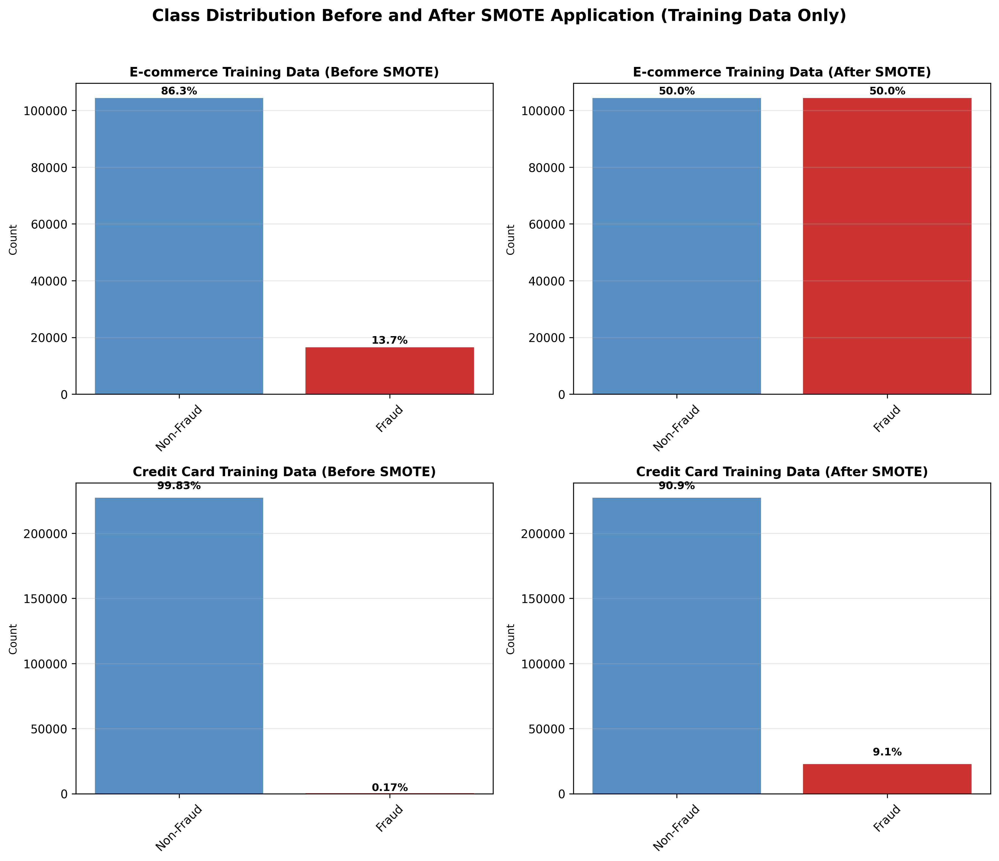 Class Distribution Before and After SMOTE Application (Training Data Only)
E-commerce Training Data (Before SMOTE)
86.3%
13.7%
100000
80000
60000
40000
20000
0
Count
Non-Fraud
Fraud
E-commerce Training Data (After SMOTE)
50.0%
50.0%
100000
80000
60000
40000
20000
0
Count
Non-Fraud
Fraud
Credit Card Training Data (Before SMOTE)
99.83%
0.17%
200000
150000
100000
50000
0
Count
Non-Fraud
Fraud
Credit Card Training Data (After SMOTE)
90.9%
9.1%
200000
150000
100000
50000
0
Count
Non-Fraud
Fraud